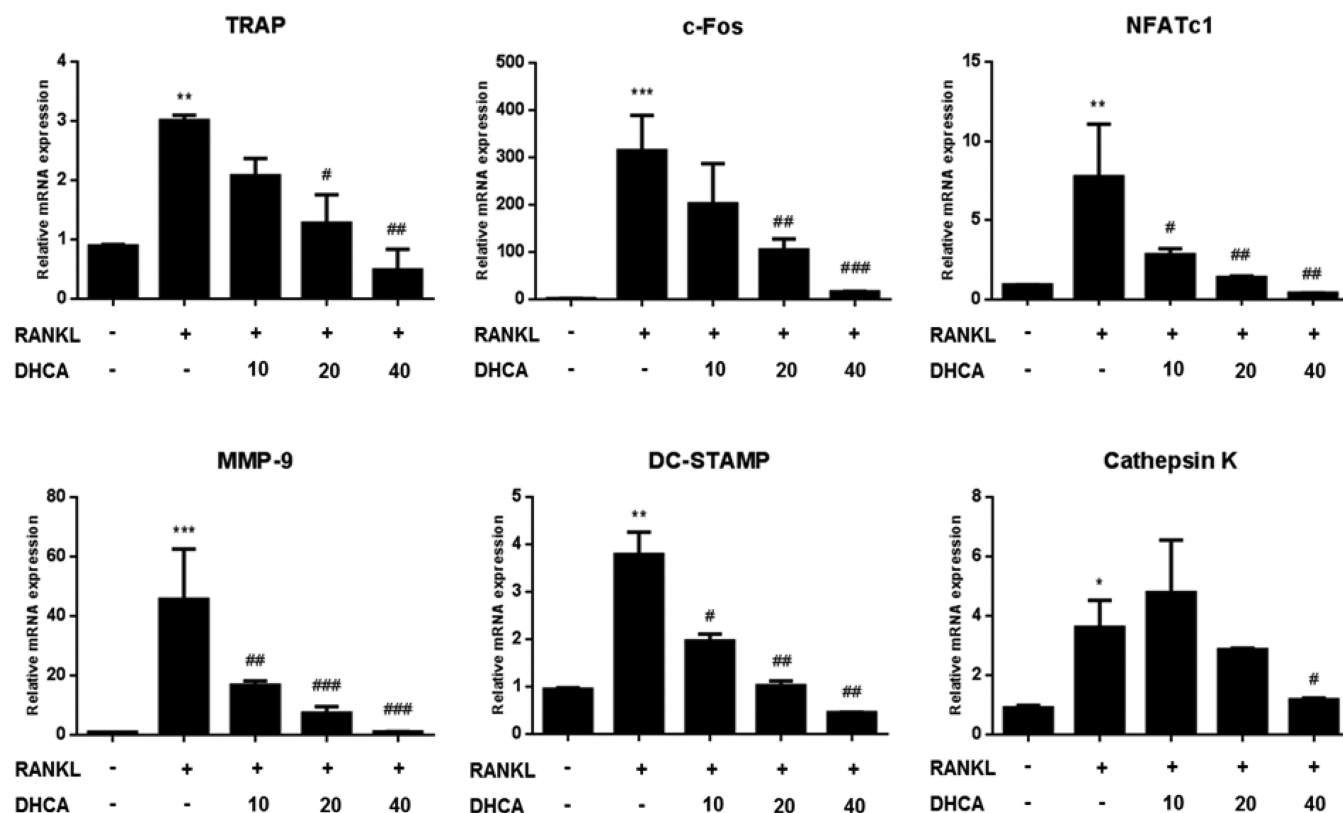 TRAP
Relative mRNA expression
4
3
2
1
0
**
#
##
RANKL - + + + +
DHCA - - 10 20 40
c-Fos
Relative mRNA expression
500
400
300
200
100
0
***
##
###
RANKL - + + + +
DHCA - - 10 20 40
NFATc1
Relative mRNA expression
15
10
5
0
**
#
##
##
RANKL - + + + +
DHCA - - 10 20 40
MMP-9
Relative mRNA expression
80
60
40
20
0
***
##
###
###
RANKL - + + + +
DHCA - - 10 20 40
DC-STAMP
Relative mRNA expression
5
4
3
2
1
0
**
#
##
##
RANKL - + + + +
DHCA - - 10 20 40
Cathepsin K
Relative mRNA expression
8
6
4
2
0
*
#
RANKL - + + + +
DHCA - - 10 20 40